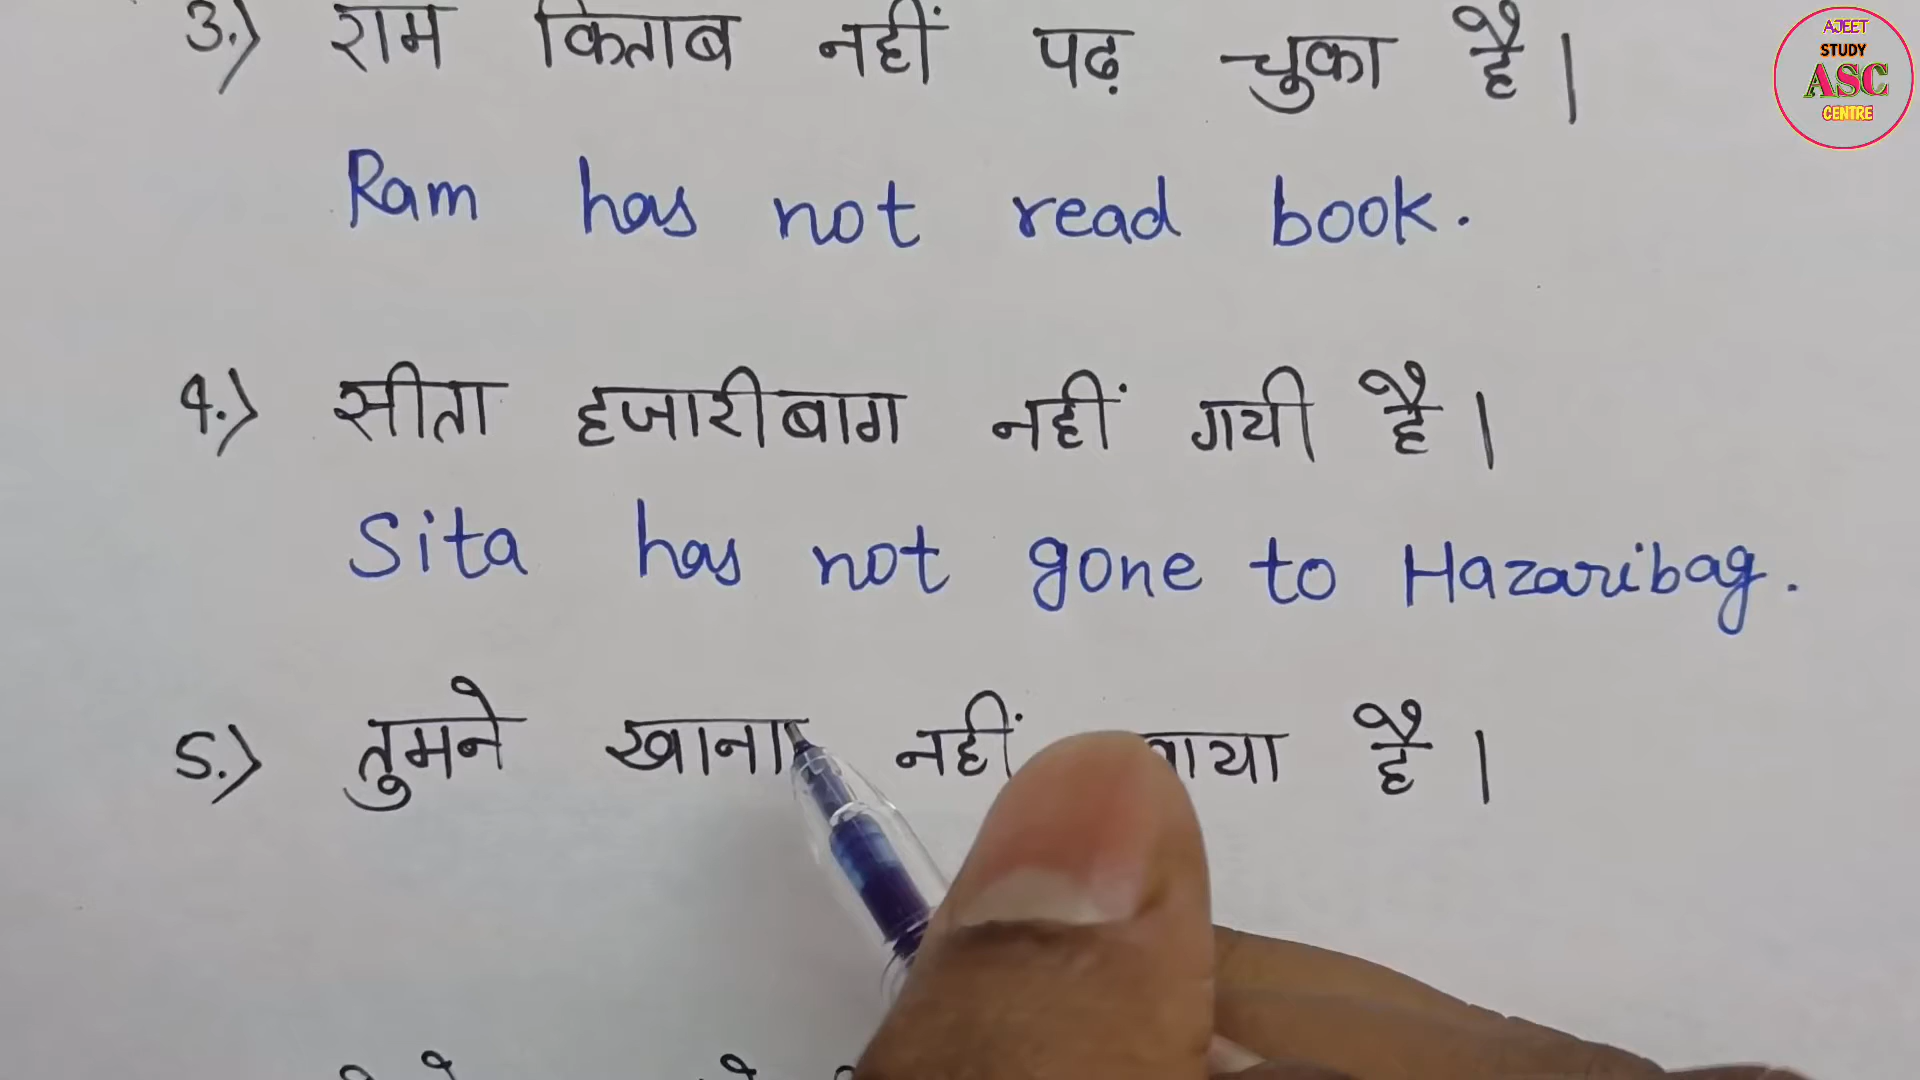 3.) राम किताब नहीं पढ़ चुका है।
Ram has not read book.
4.) सीता हजारीबाग नहीं गयी है।
Sita has not gone to Hazaribag.
5.) तुमने खाना नहीं है।
AJEET
STUDY
ASC
CENTRE